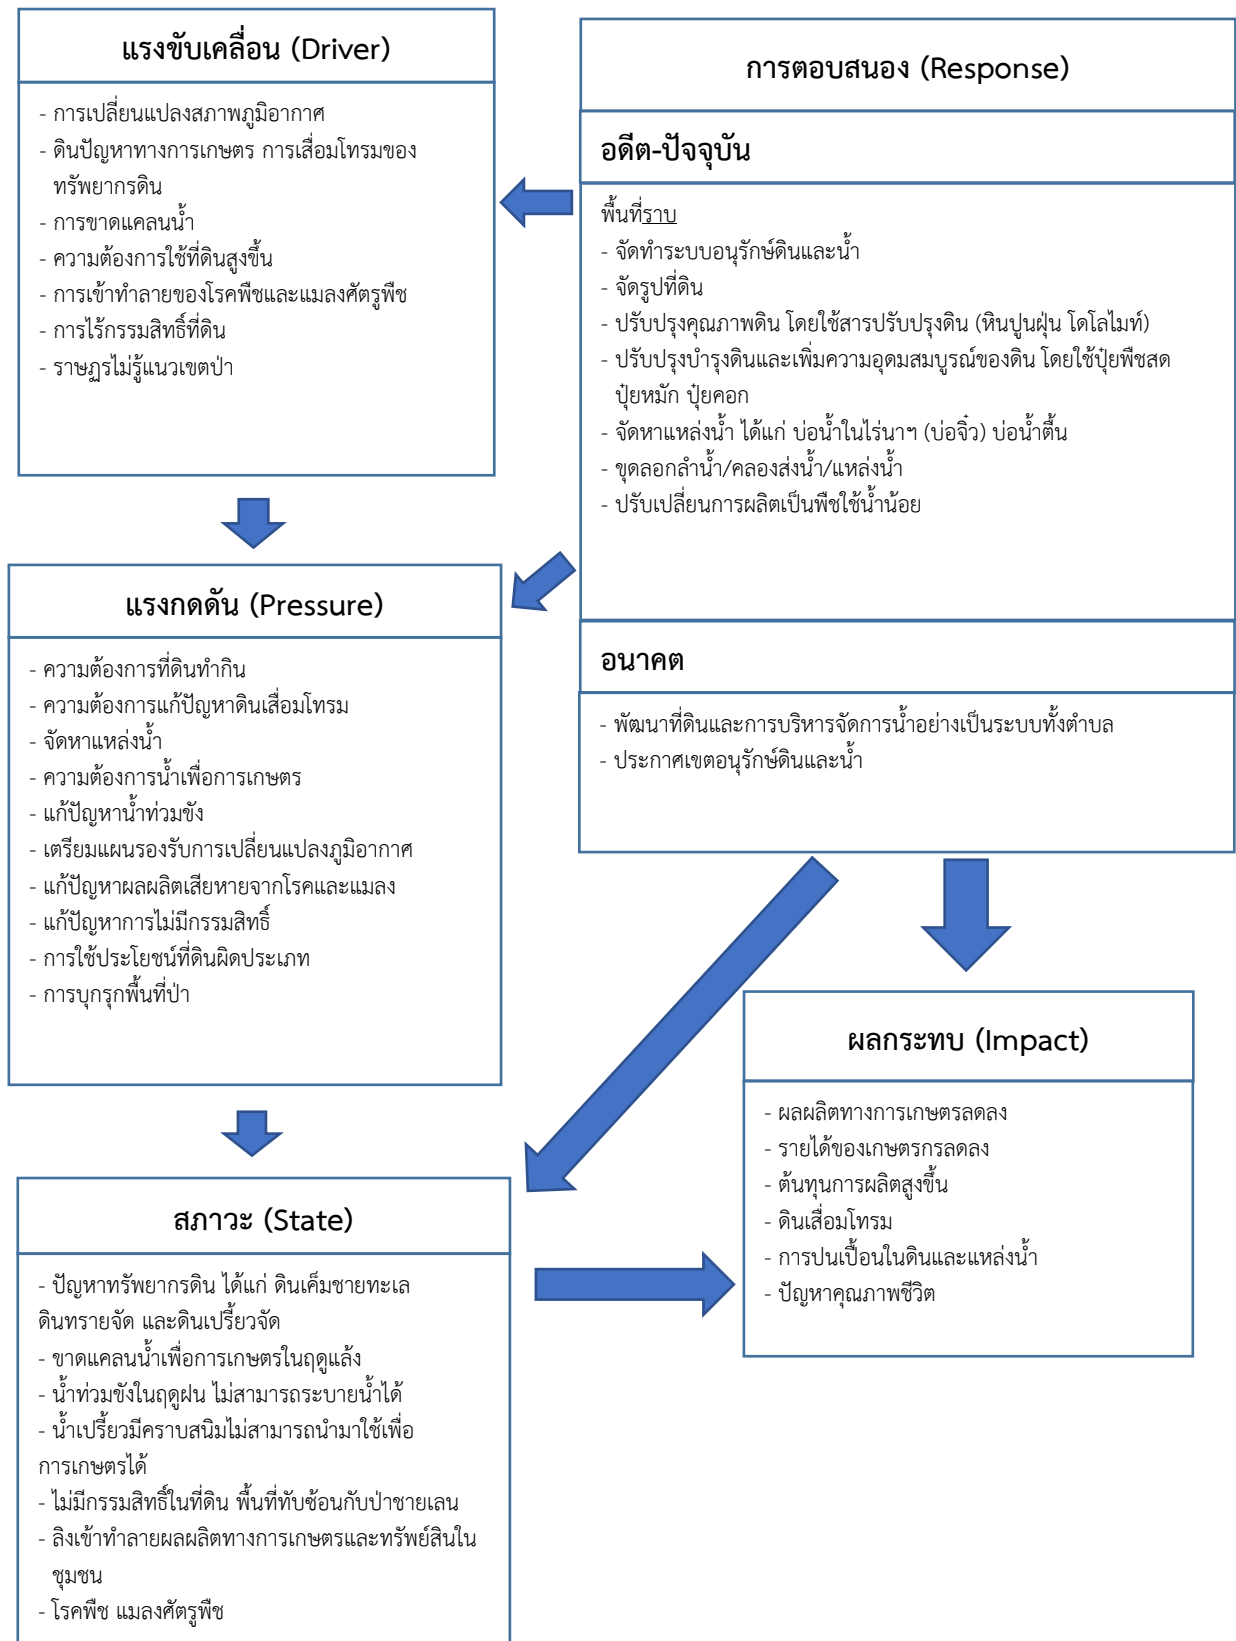 แรงขับเคลื่อน (Driver)
- การเปลี่ยนแปลงสภาพภูมิอากาศ
- ดินปัญหาทางการเกษตร การเสื่อมโทรมของ
ทรัพยากรดิน
- การขาดแคลนน้ำ
- ความต้องการใช้ที่ดินสูงขึ้น
- การเข้าทำลายของโรคพืชและแมลงศัตรูพืช
- การไร้กรรมสิทธิ์ที่ดิน
- ราษฎรไม่รู้แนวเขตป่า
การตอบสนอง (Response)
อดีต-ปัจจุบัน
พื้นที่ราบ
- จัดทำระบบอนุรักษ์ดินและน้ำ
- จัดรูปที่ดิน
- ปรับปรุงคุณภาพดิน โดยใช้สารปรับปรุงดิน (หินปูนฝุ่น โดโลไมท์)
- ปรับปรุงบำรุงดินและเพิ่มความอุดมสมบูรณ์ของดิน โดยใช้ปุ๋ยพืชสด
ปุ๋ยหมัก ปุ๋ยคอก
- จัดหาแหล่งน้ำ ได้แก่ บ่อน้ำในไร่นาฯ (บ่อจิ๋ว) บ่อน้ำตื้น
- ขุดลอกลำน้ำ/คลองส่งน้ำ/แหล่งน้ำ
- ปรับเปลี่ยนการผลิตเป็นพืชใช้น้ำน้อย
อนาคต
- พัฒนาที่ดินและการบริหารจัดการน้ำอย่างเป็นระบบทั้งตำบล
- ประกาศเขตอนุรักษ์ดินและน้ำ
แรงกดดัน (Pressure)
- ความต้องการที่ดินทำกิน
- ความต้องการแก้ปัญหาดินเสื่อมโทรม
- จัดหาแหล่งน้ำ
- ความต้องการน้ำเพื่อการเกษตร
- แก้ปัญหาน้ำท่วมขัง
- เตรียมแผนรองรับการเปลี่ยนแปลงภูมิอากาศ
- แก้ปัญหาผลผลิตเสียหายจากโรคและแมลง
- แก้ปัญหาการไม่มีกรรมสิทธิ์
- การใช้ประโยชน์ที่ดินผิดประเภท
- การบุกรุกพื้นที่ป่า
ผลกระทบ (Impact)
- ผลผลิตทางการเกษตรลดลง
- รายได้ของเกษตรกรลดลง
- ต้นทุนการผลิตสูงขึ้น
- ดินเสื่อมโทรม
- การปนเปื้อนในดินและแหล่งน้ำ
- ปัญหาคุณภาพชีวิต
สภาวะ (State)
- ปัญหาทรัพยากรดิน ได้แก่ ดินเค็มชายทะเล
ดินทรายจัด และดินเปรี้ยวจัด
- ขาดแคลนน้ำเพื่อการเกษตรในฤดูแล้ง
- น้ำท่วมขังในฤดูฝน ไม่สามารถระบายน้ำได้
- น้ำเปรี้ยวมีคราบสนิมไม่สามารถนำมาใช้เพื่อ
การเกษตรได้
- ไม่มีกรรมสิทธิ์ในที่ดิน พื้นที่ทับซ้อนกับป่าชายเลน
- ลิงเข้าทำลายผลผลิตทางการเกษตรและทรัพย์สินใน
ชุมชน
- โรคพืช แมลงศัตรูพืช